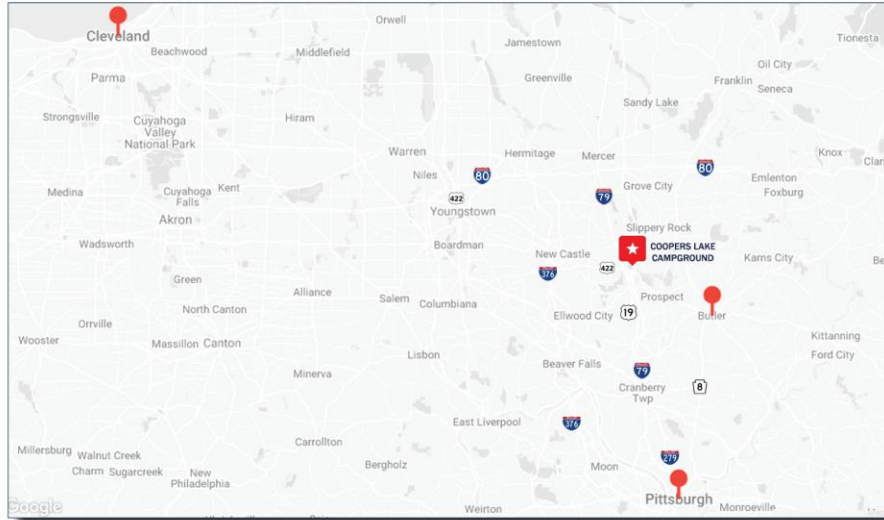 Orwell
Tionesta
Cleveland
Beachwood
Middlefield
Jamestown
Oil City
Parma
Greenville
Franklin
Seneca
Sandy Lake
Strongsville
Cuyahoga
Valley
National Park
Hiram
Warren
Hermitage
Mercer
Knox
Niles
80
80
Emlenton
Medina
Cuyahoga
Falls
Kent
422
79
Grove City
Foxburg
Akron
Youngstown
Slippery Rock
Wadsworth
Boardman
New Castle
COOPERS LAKE
CAMPGROUND
Karns City
422
376
Green
Alliance
Salem
Columbiana
Prospect
North Canton
Ellwood City
19
Butler
Orrville
Wooster
Massillon
Canton
Kittanning
Lisbon
Beaver Falls
Ford City
Minerva
79
Cranberry
Twp
8
East Liverpool
376
Carrollton
Millersburg
Walnut Creek
279
Bergholz
Moon
Charm
Sugarcreek
New
Philadelphia
Pittsburgh
Google
Weirton
Monroeville